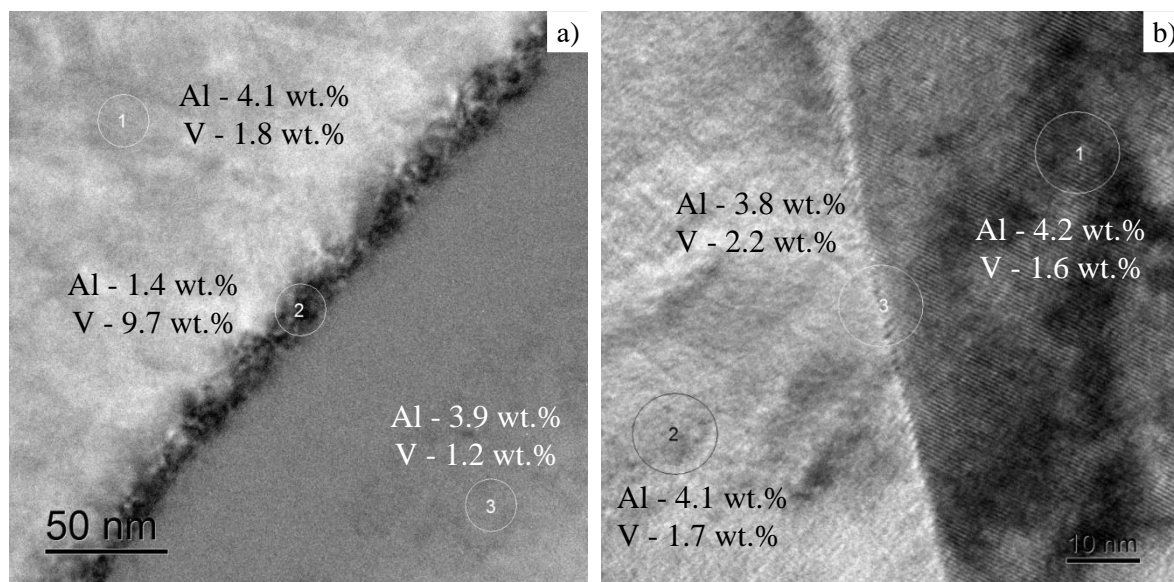 a)
1
Al - 4.1 wt.%
V - 1.8 wt.%
Al - 1.4 wt.%
V - 9.7 wt.%
2
Al - 3.9 wt.%
V - 1.2 wt.%
3
50 nm
b)
1
Al - 3.8 wt.%
V - 2.2 wt.%
Al - 4.2 wt.%
V - 1.6 wt.%
3
2
Al - 4.1 wt.%
V - 1.7 wt.%
10 nm